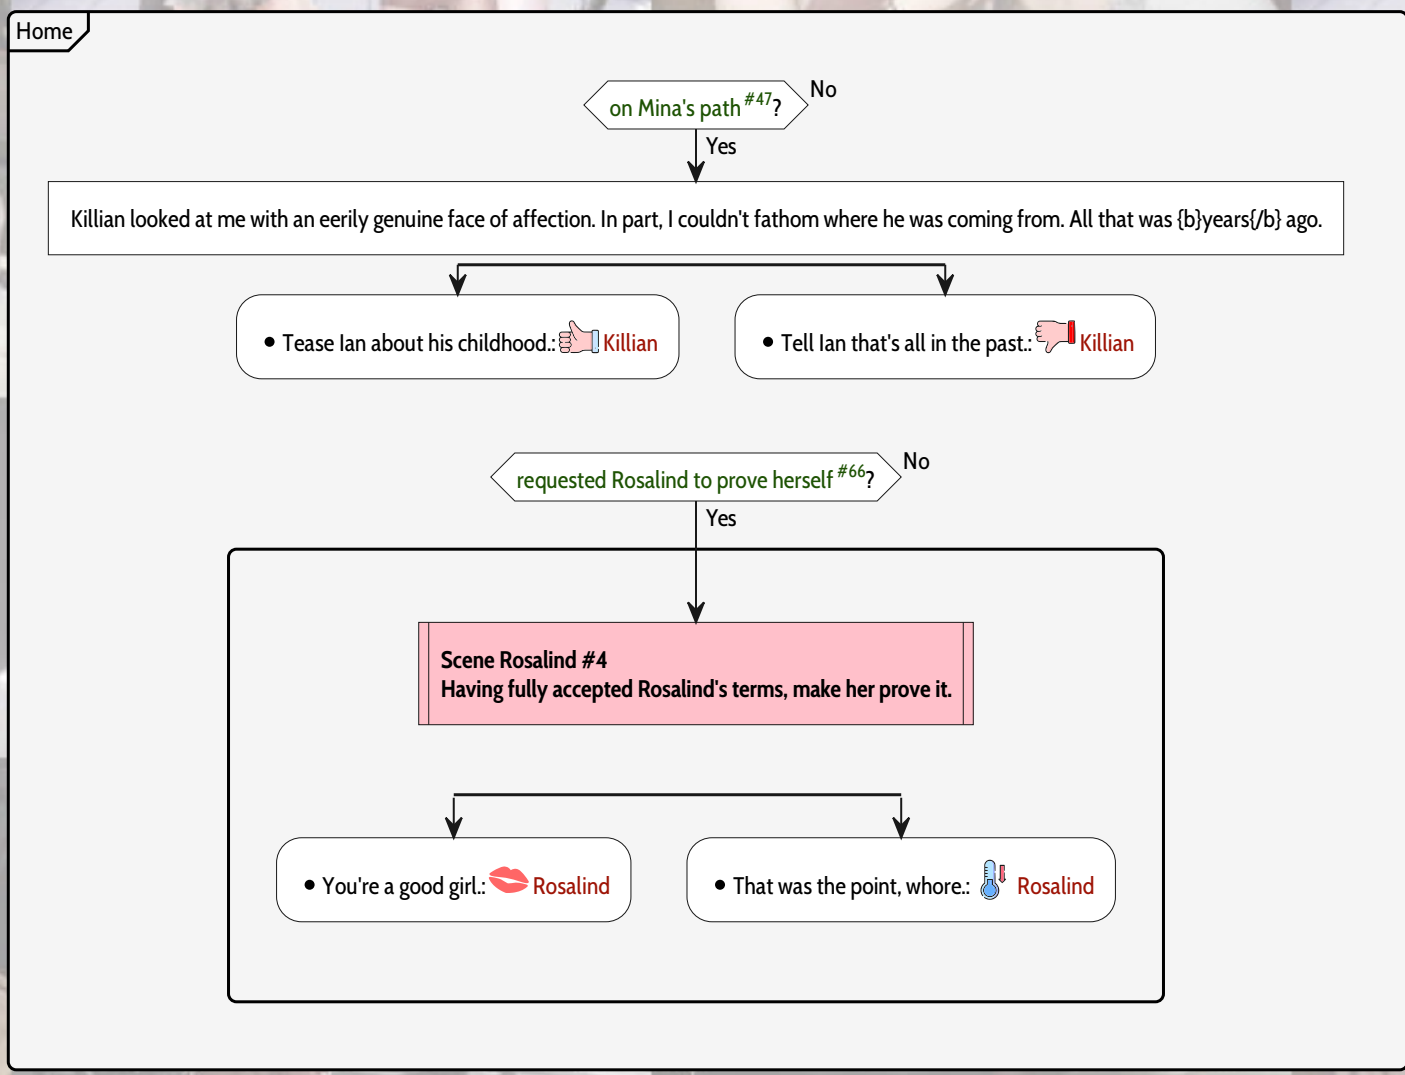 Home
on Mina's path #47?
No
Yes
Killian looked at me with an eerily genuine face of affection. In part, I couldn't fathom where he was coming from. All that was {b}years{/b} ago.
• Tease Ian about his childhood.: Killian
• Tell Ian that's all in the past.: Killian
requested Rosalind to prove herself #66?
No
Yes
Scene Rosalind #4
Having fully accepted Rosalind's terms, make her prove it.
• You're a good girl.: Rosalind
• That was the point, whore.: Rosalind